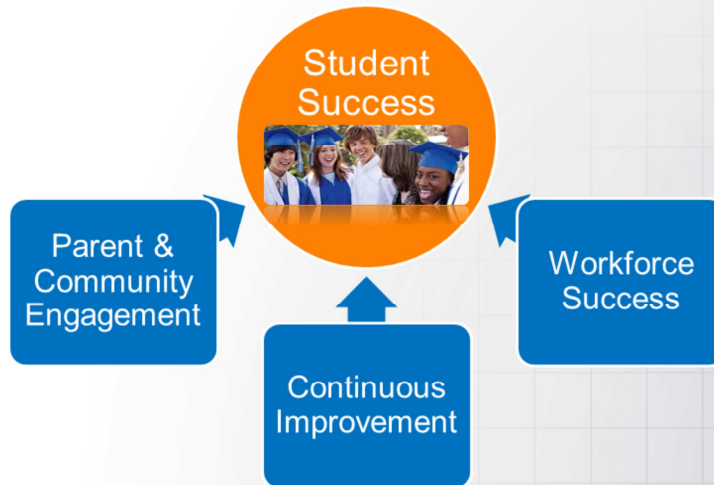 Student
Success
Parent &
Community
Engagement
Workforce
Success
Continuous
Improvement